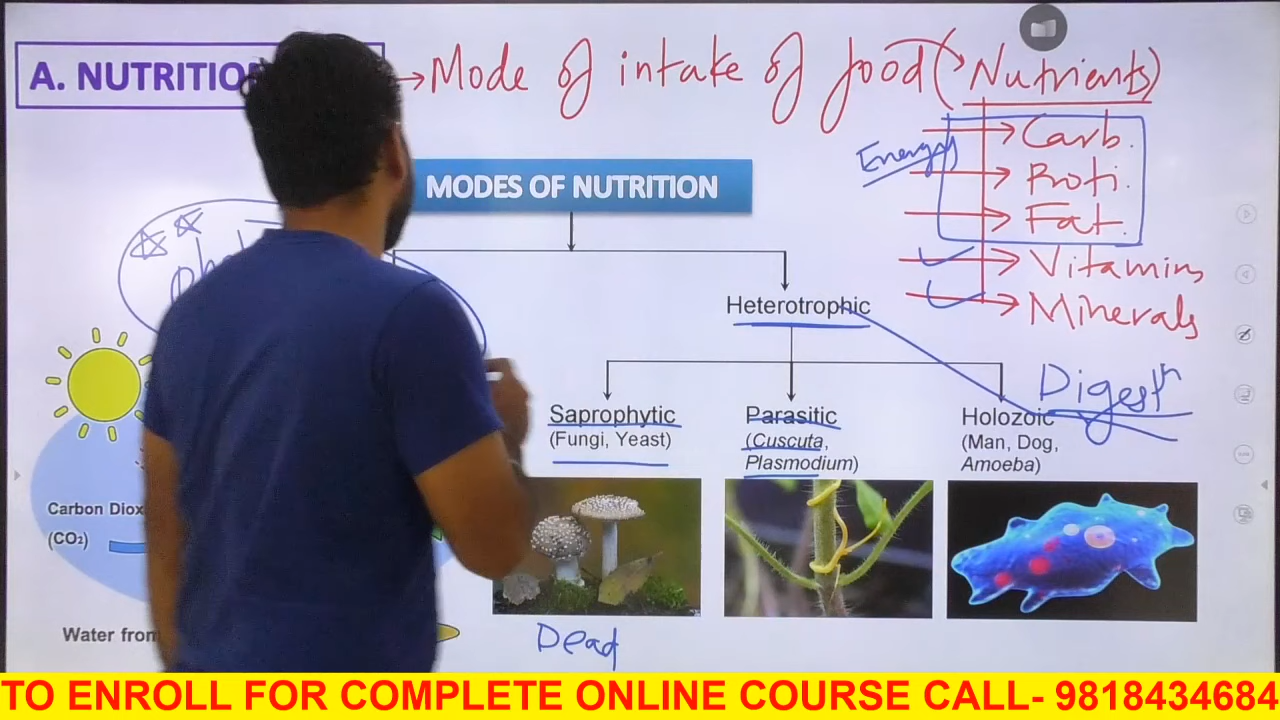 A. NUTRITIO
→ Mode of intake of food ( → Nutrients)
Energy
Carb.
Proti.
Fat.
Vitamins
Minerals
MODES OF NUTRITION
Heterotrophic
Digestn
Saprophytic
(Fungi, Yeast)
Parasitic
(Cuscuta,
Plasmodium)
Holozoic
(Man, Dog,
Amoeba)
Carbon Diox
(CO₂)
Water from
Dead
TO ENROLL FOR COMPLETE ONLINE COURSE CALL- 9818434684